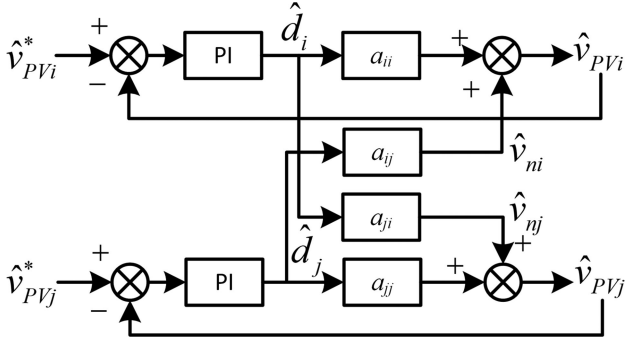 v̂*PVi + − PI d̂i aii + + v̂PVi
aij v̂ni
aji v̂nj
v̂*PVj + − PI d̂j ajj + + v̂PVj